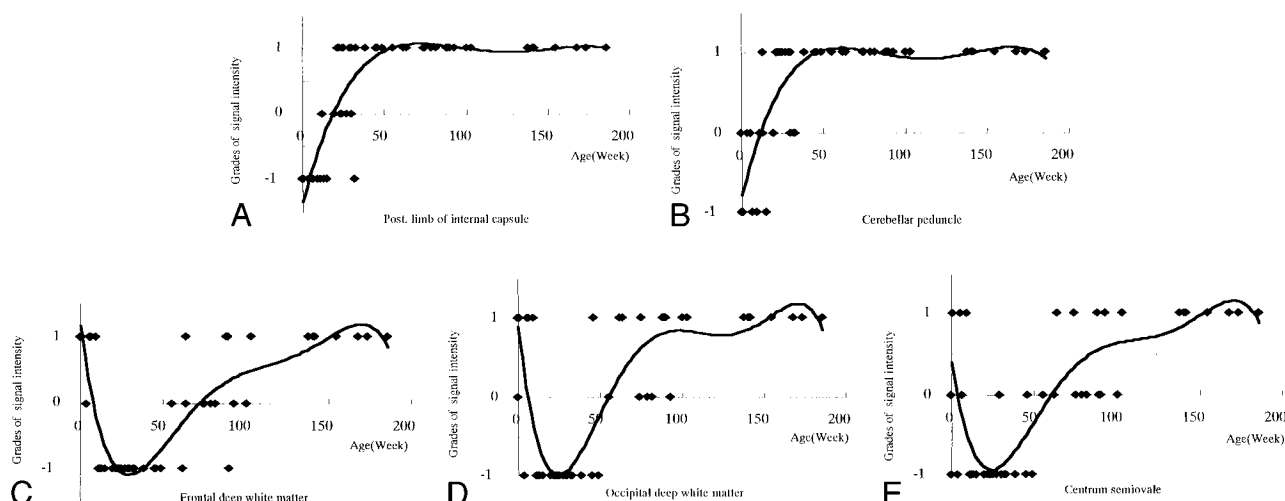 Grades of signal intensity
1
0
-1
0
50
100
150
200
Age(Week)
A
Post. limb of internal capsule
Grades of signal intensity
1
0
-1
0
50
100
150
200
Age(Week)
B
Cerebellar peduncle
Grades of signal intensity
1
0
-1
0
50
100
150
200
Age(Week)
C
Frontal deep white matter
Grades of signal intensity
1
0
-1
0
50
100
150
200
Age(Week)
D
Occipital deep white matter
Grades of signal intensity
1
0
-1
0
50
100
150
200
Age(Week)
E
Centrum semiovale